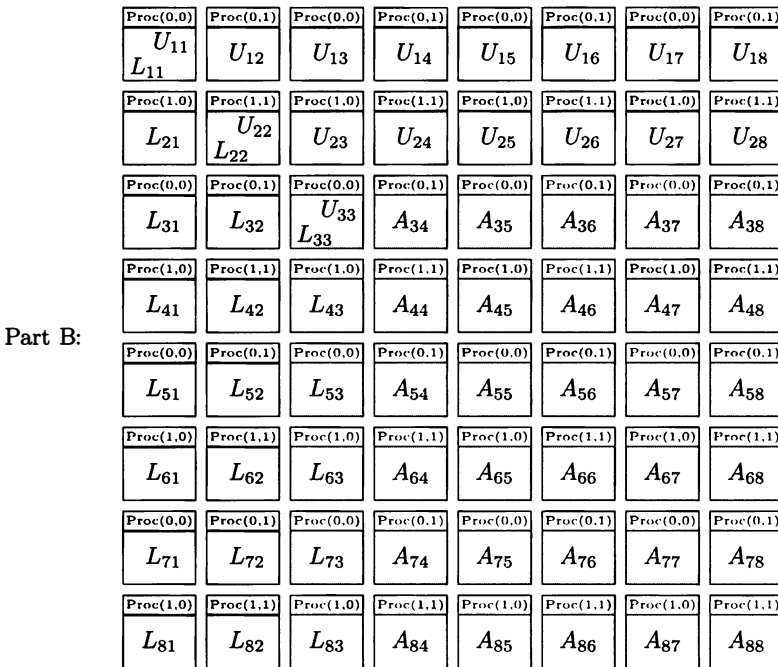 Proc(0,0) Proc(0,1) Proc(0,0) Proc(0,1) Proc(0,0) Proc(0,1) Proc(0,0) Proc(0,1)
U11 L11 U12 U13 U14 U15 U16 U17 U18
Proc(1,0) Proc(1,1) Proc(1,0) Proc(1,1) Proc(1,0) Proc(1,1) Proc(1,0) Proc(1,1)
L21 U22 L22 U23 U24 U25 U26 U27 U28
Proc(0,0) Proc(0,1) Proc(0,0) Proc(0,1) Proc(0,0) Proc(0,1) Proc(0,0) Proc(0,1)
L31 L32 U33 L33 A34 A35 A36 A37 A38
Proc(1,0) Proc(1,1) Proc(1,0) Proc(1,1) Proc(1,0) Proc(1,1) Proc(1,0) Proc(1,1)
L41 L42 L43 A44 A45 A46 A47 A48
Part B:
Proc(0,0) Proc(0,1) Proc(0,0) Proc(0,1) Proc(0,0) Proc(0,1) Proc(0,0) Proc(0,1)
L51 L52 L53 A54 A55 A56 A57 A58
Proc(1,0) Proc(1,1) Proc(1,0) Proc(1,1) Proc(1,0) Proc(1,1) Proc(1,0) Proc(1,1)
L61 L62 L63 A64 A65 A66 A67 A68
Proc(0,0) Proc(0,1) Proc(0,0) Proc(0,1) Proc(0,0) Proc(0,1) Proc(0,0) Proc(0,1)
L71 L72 L73 A74 A75 A76 A77 A78
Proc(1,0) Proc(1,1) Proc(1,0) Proc(1,1) Proc(1,0) Proc(1,1) Proc(1,0) Proc(1,1)
L81 L82 L83 A84 A85 A86 A87 A88